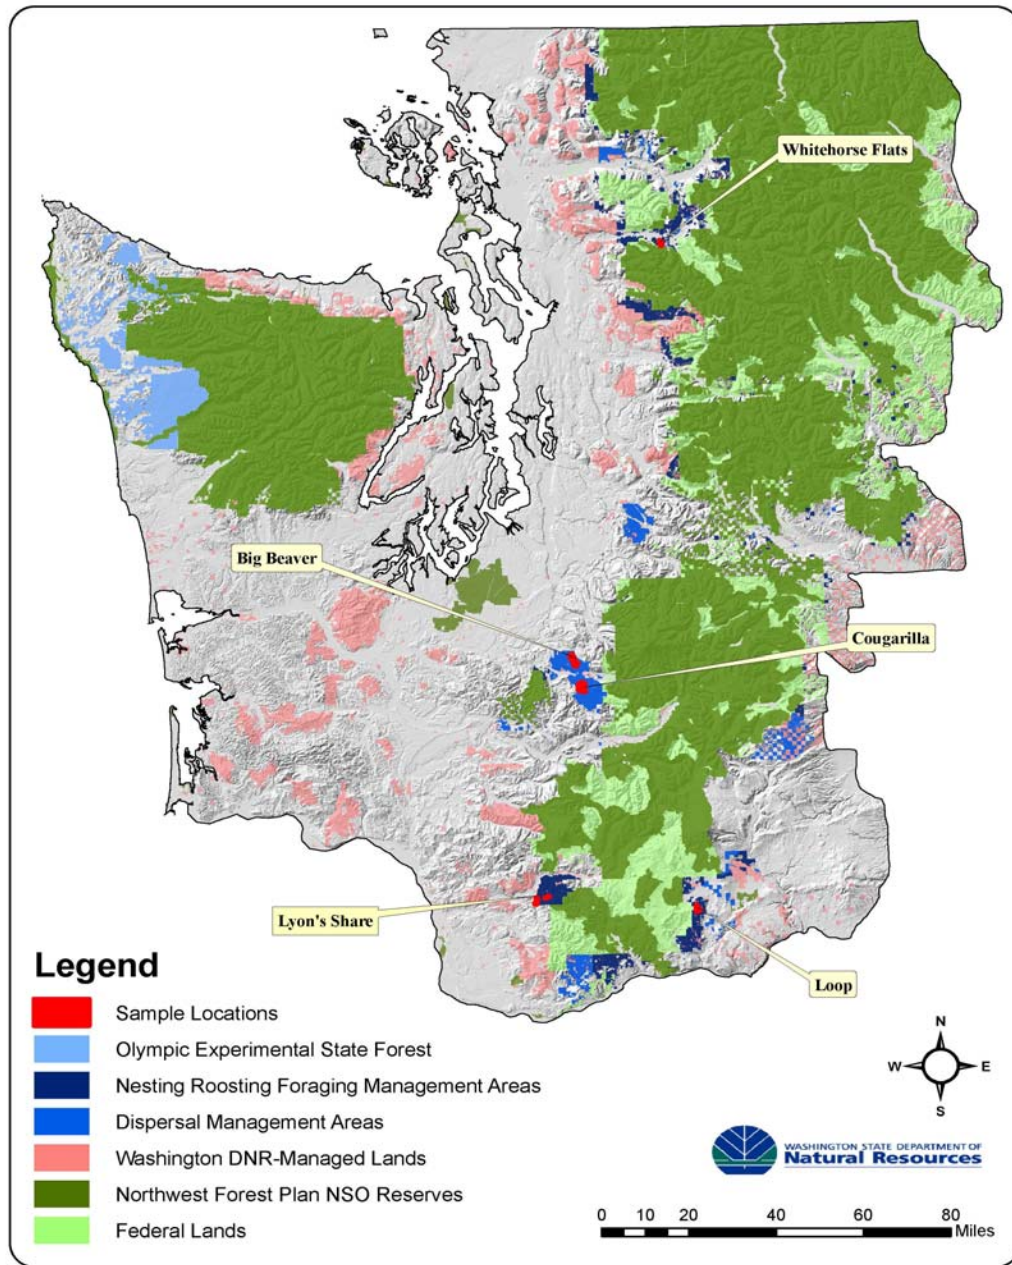 Whitehorse Flats
Big Beaver
Cougarilla
Lyon's Share
Loop
Legend
Sample Locations
Olympic Experimental State Forest
Nesting Roosting Foraging Management Areas
Dispersal Management Areas
Washington DNR-Managed Lands
Northwest Forest Plan NSO Reserves
Federal Lands
N
W E
S
WASHINGTON STATE DEPARTMENT OF
Natural Resources
0 10 20 40 60 80
Miles